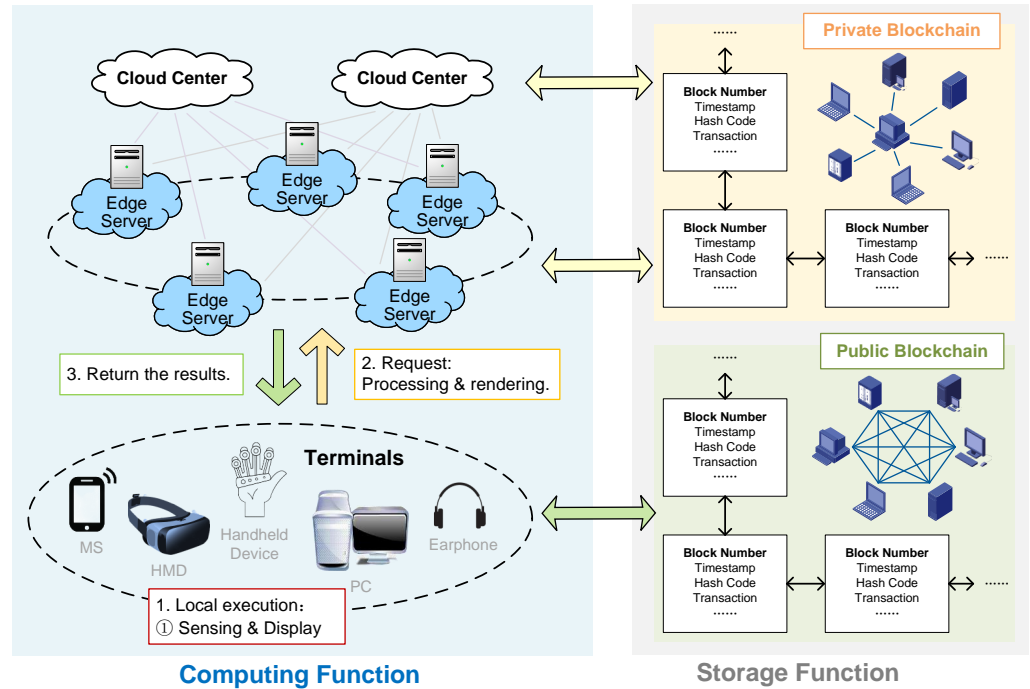 Cloud Center
Cloud Center
Edge
Server
Edge
Server
Edge
Server
Edge
Server
Edge
Server
3. Return the results.
2. Request:
Processing & rendering.
Terminals
MS
HMD
Handheld
Device
PC
Earphone
1. Local execution：
① Sensing & Display
Computing Function
Private Blockchain
······
Block Number
Timestamp
Hash Code
Transaction
······
Block Number
Timestamp
Hash Code
Transaction
······
Block Number
Timestamp
Hash Code
Transaction
······
······
Public Blockchain
······
Block Number
Timestamp
Hash Code
Transaction
······
Block Number
Timestamp
Hash Code
Transaction
······
Block Number
Timestamp
Hash Code
Transaction
······
······
Storage Function